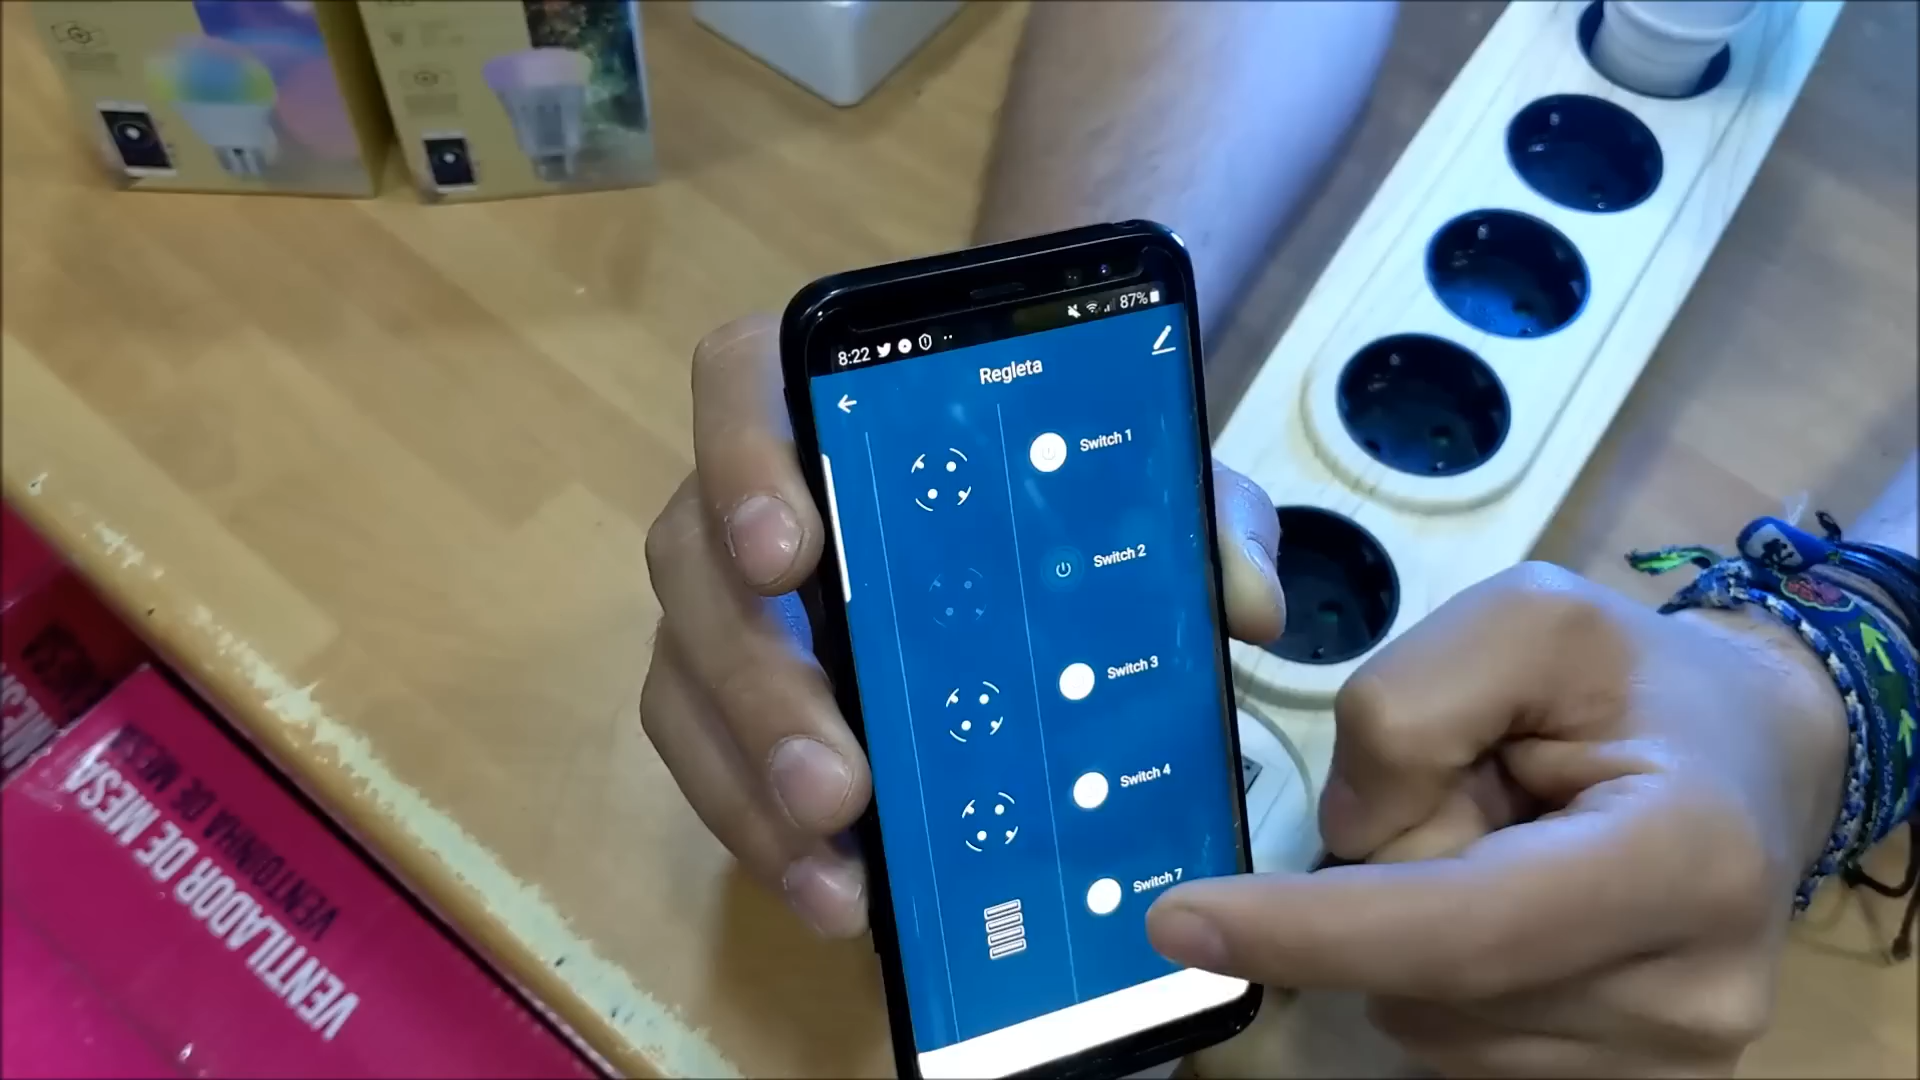 8:22
87%
Regleta
Switch 1
Switch 2
Switch 3
Switch 4
Switch 7
VENTILADOR DE MESA
VENTOINHA DE MESA
MESA